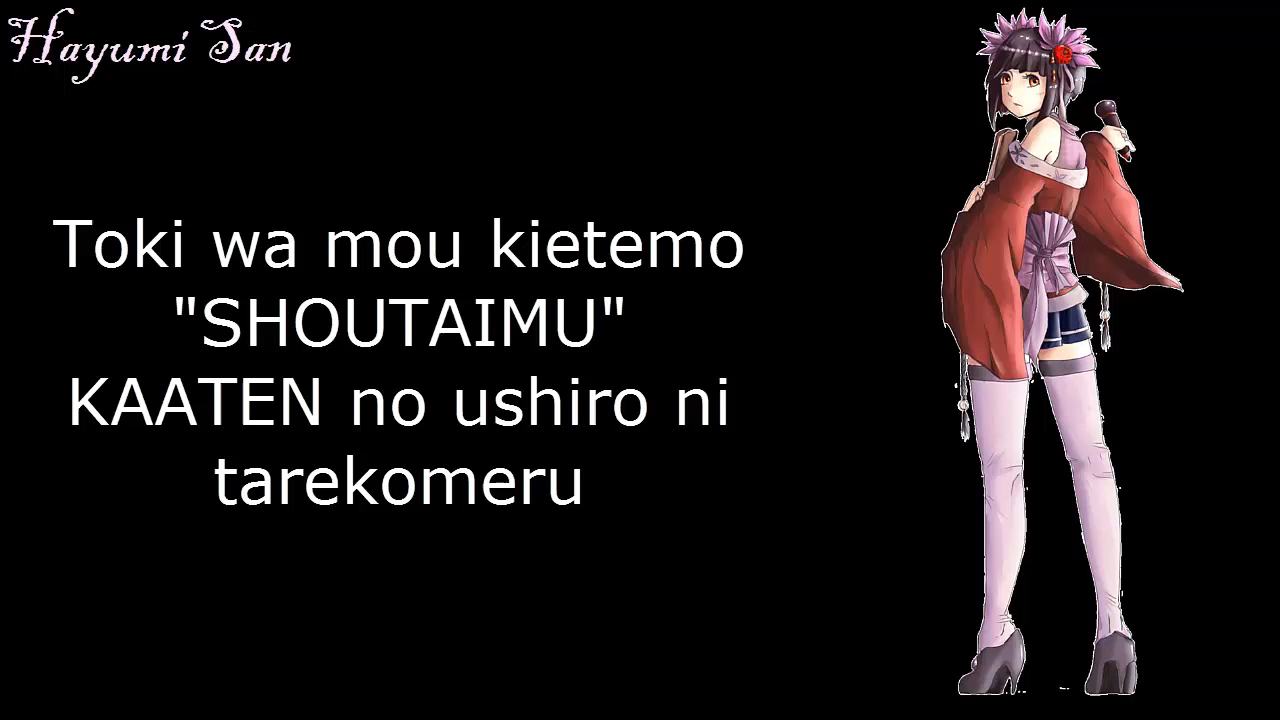 Hayumi San
Toki wa mou kietemo
"SHOUTAIMU"
KAATEN no ushiro ni
tarekomeru